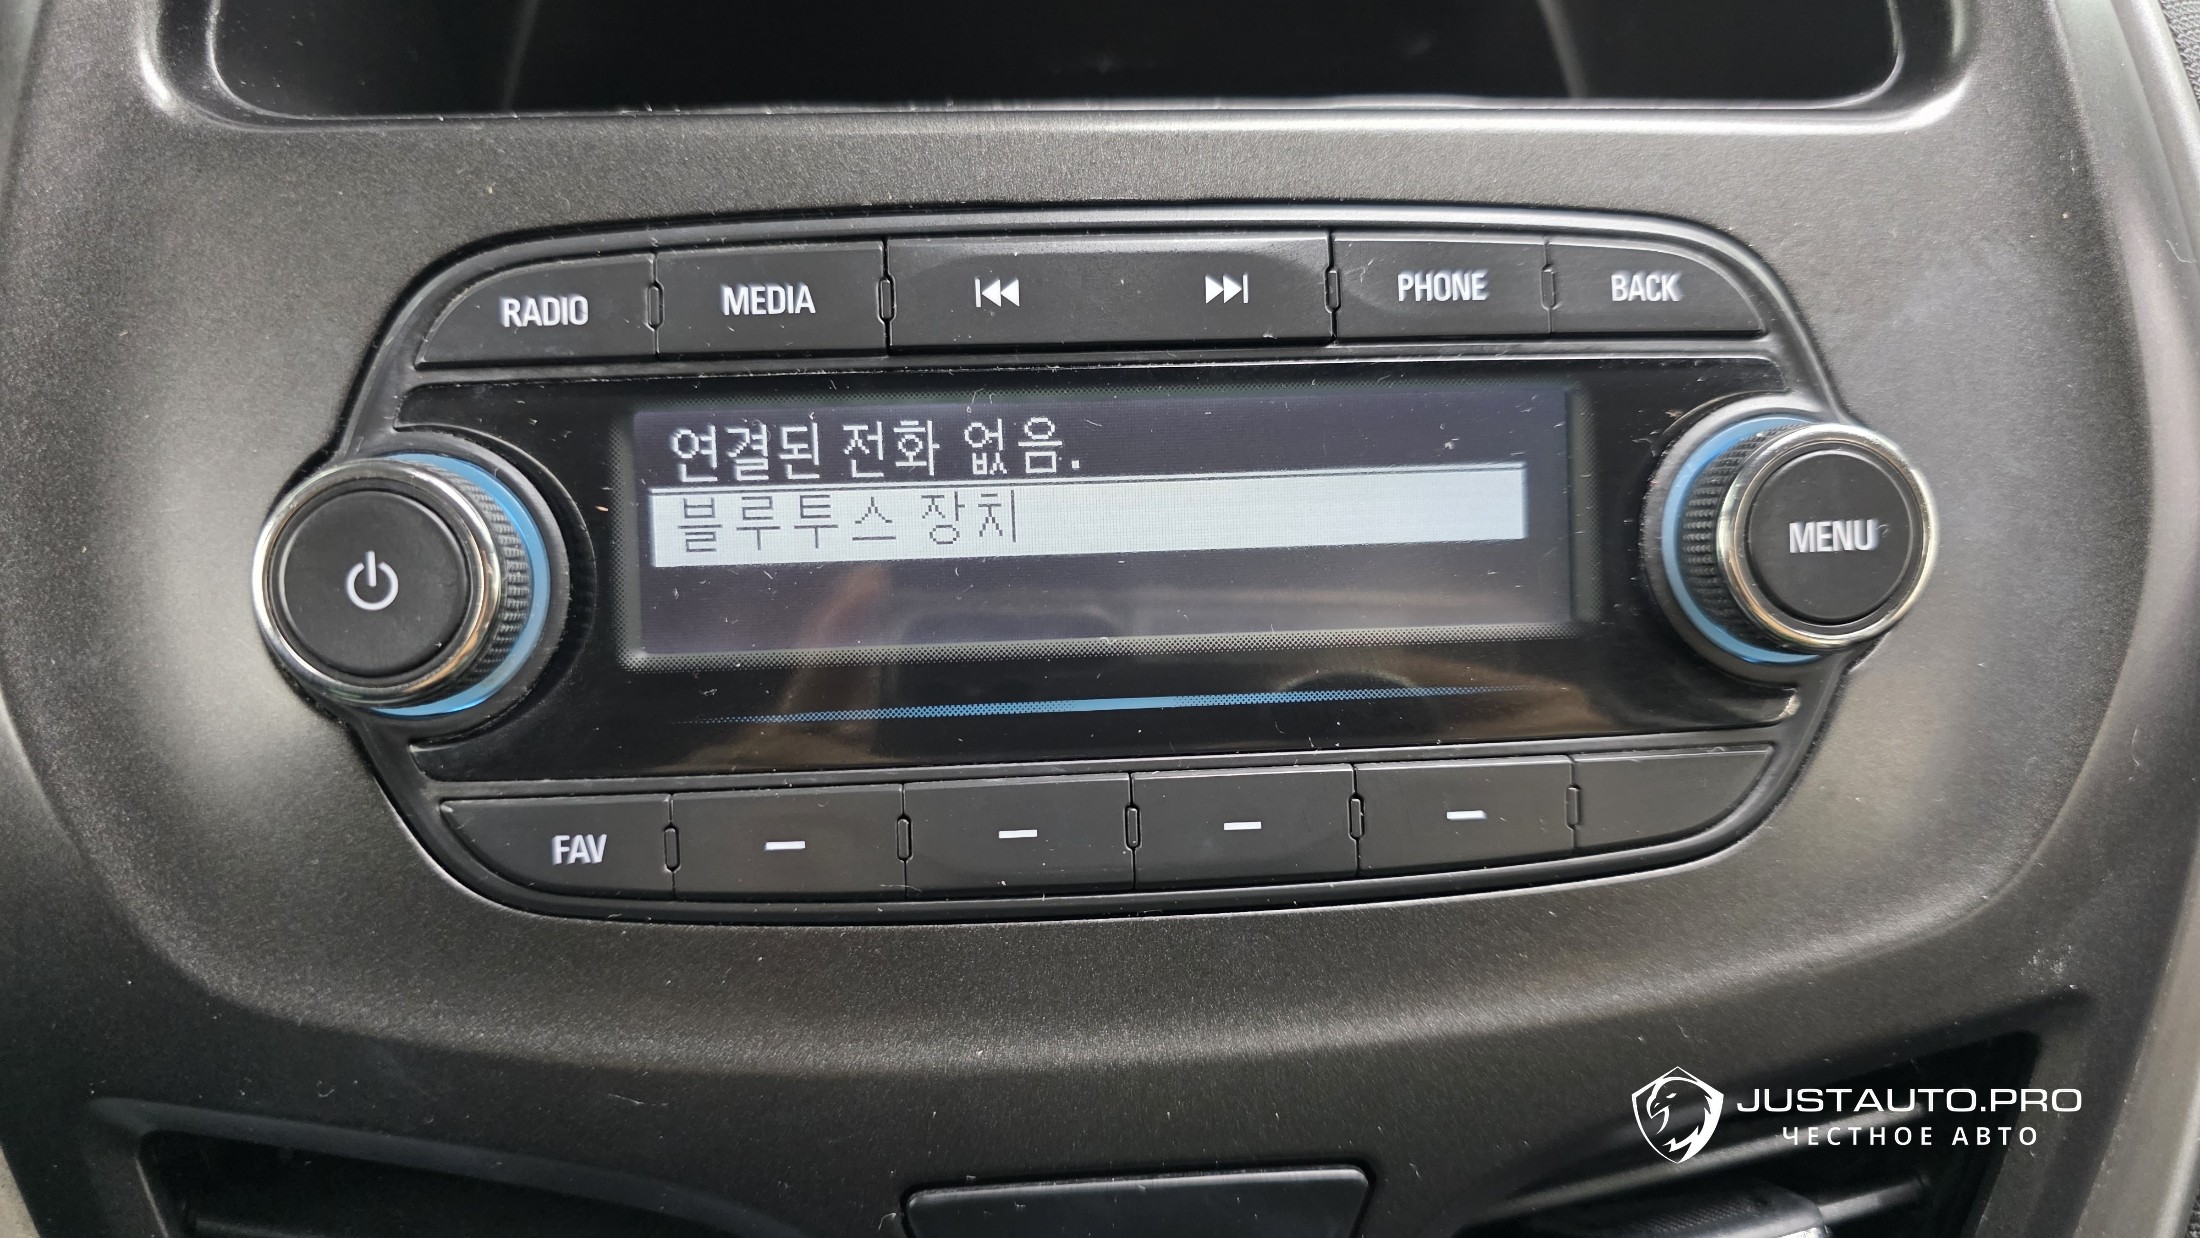 RADIO MEDIA PHONE BACK
연결된 전화 없음.
블루투스 장치
MENU
FAV
JUSTAUTO.PRO
ЧЕСТНОЕ АВТО